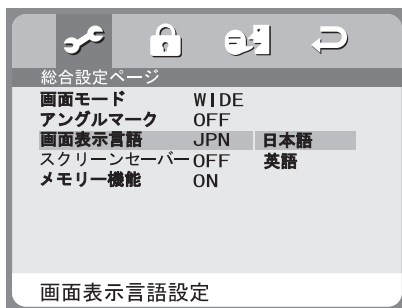 総合設定ページ
画面モード WIDE
アングルマーク OFF
画面表示言語 JPN 日本語
スクリーンセーバー OFF 英語
メモリー機能 ON
画面表示言語設定